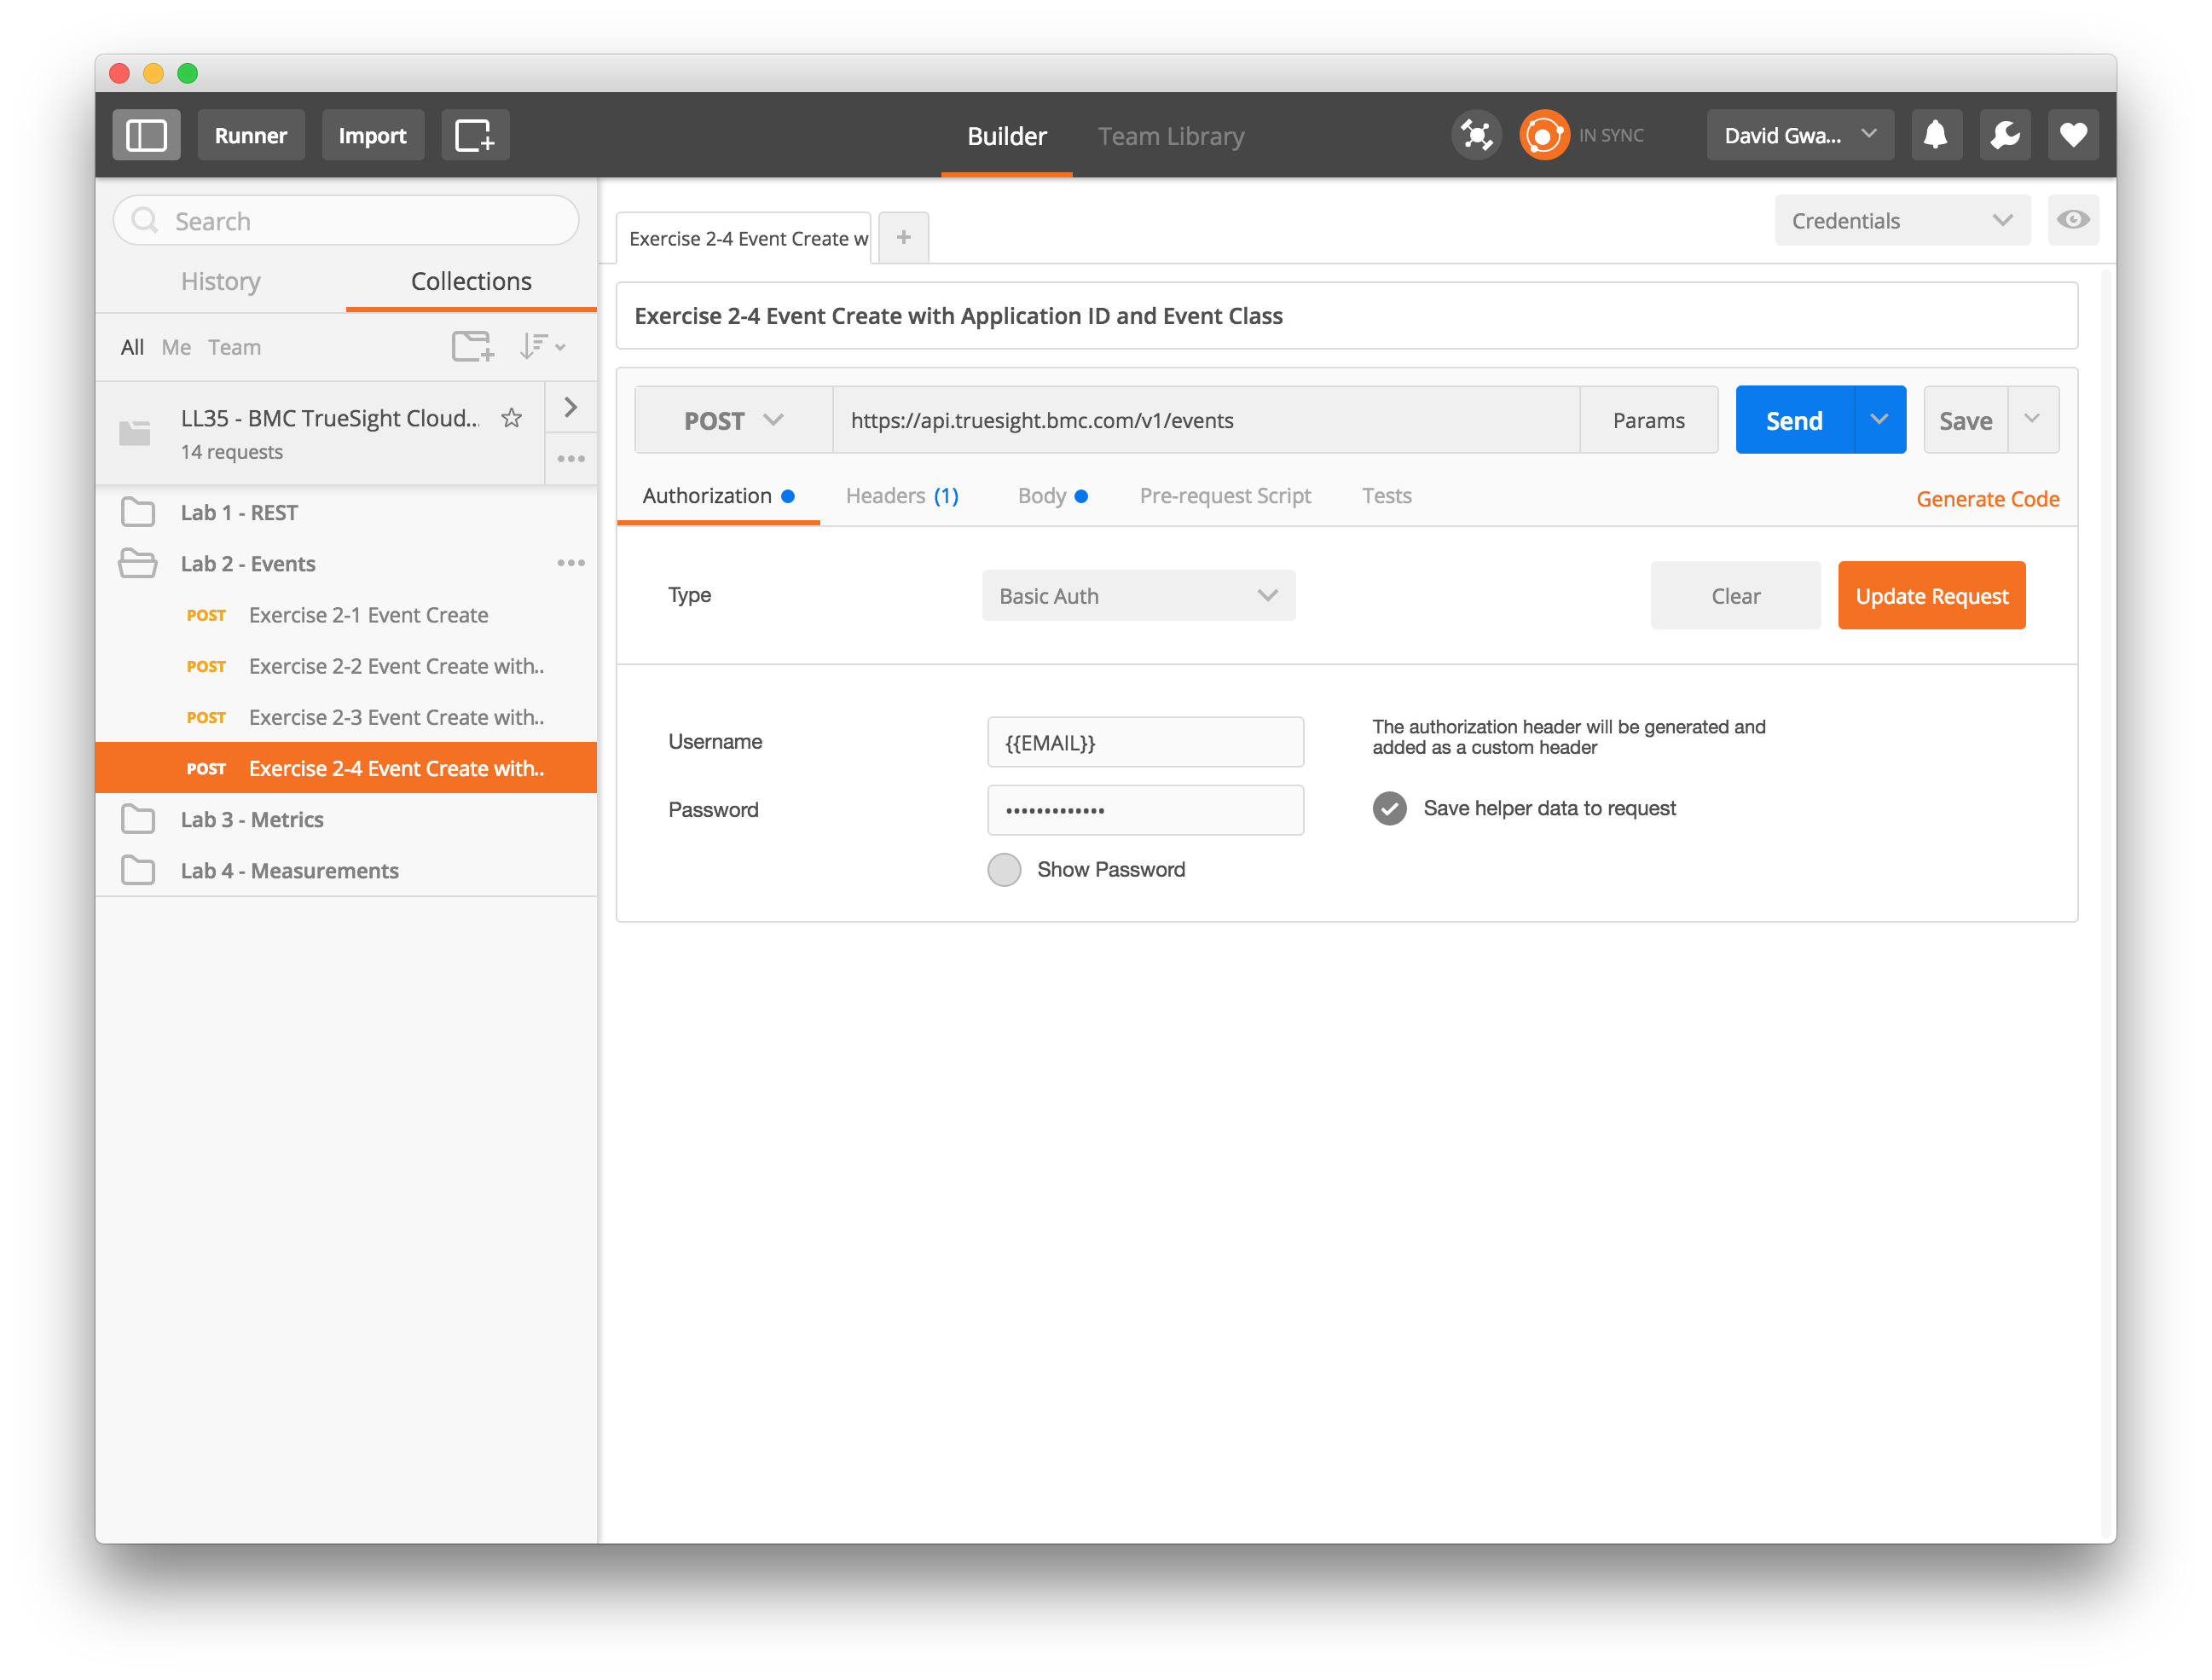 Runner
Import
Builder
Team Library
IN SYNC
David Gwa...
Search
History
Collections
All Me Team
LL35 - BMC TrueSight Cloud..
14 requests
Lab 1 - REST
Lab 2 - Events
POST Exercise 2-1 Event Create
POST Exercise 2-2 Event Create with..
POST Exercise 2-3 Event Create with..
POST Exercise 2-4 Event Create with..
Lab 3 - Metrics
Lab 4 - Measurements
Exercise 2-4 Event Create w
+
Credentials
Exercise 2-4 Event Create with Application ID and Event Class
POST
https://api.truesight.bmc.com/v1/events
Params
Send
Save
Authorization
Headers (1)
Body
Pre-request Script
Tests
Generate Code
Type
Basic Auth
Clear
Update Request
Username
{{EMAIL}}
The authorization header will be generated and
added as a custom header
Password
•••••••••••••
Save helper data to request
Show Password